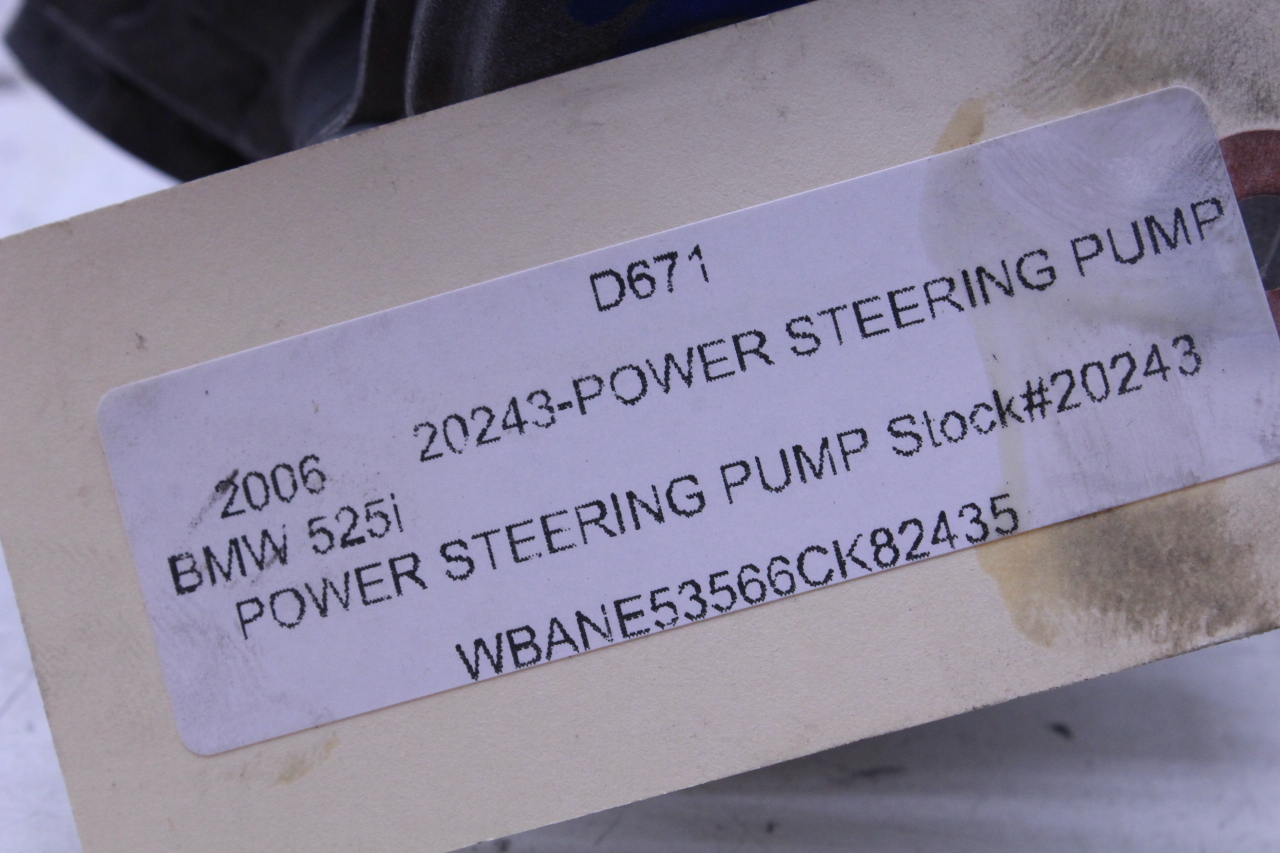 D671
20243-POWER STEERING PUMP
2006
BMW 525i
POWER STEERING PUMP Stock#20243
WBANE53566CK82435